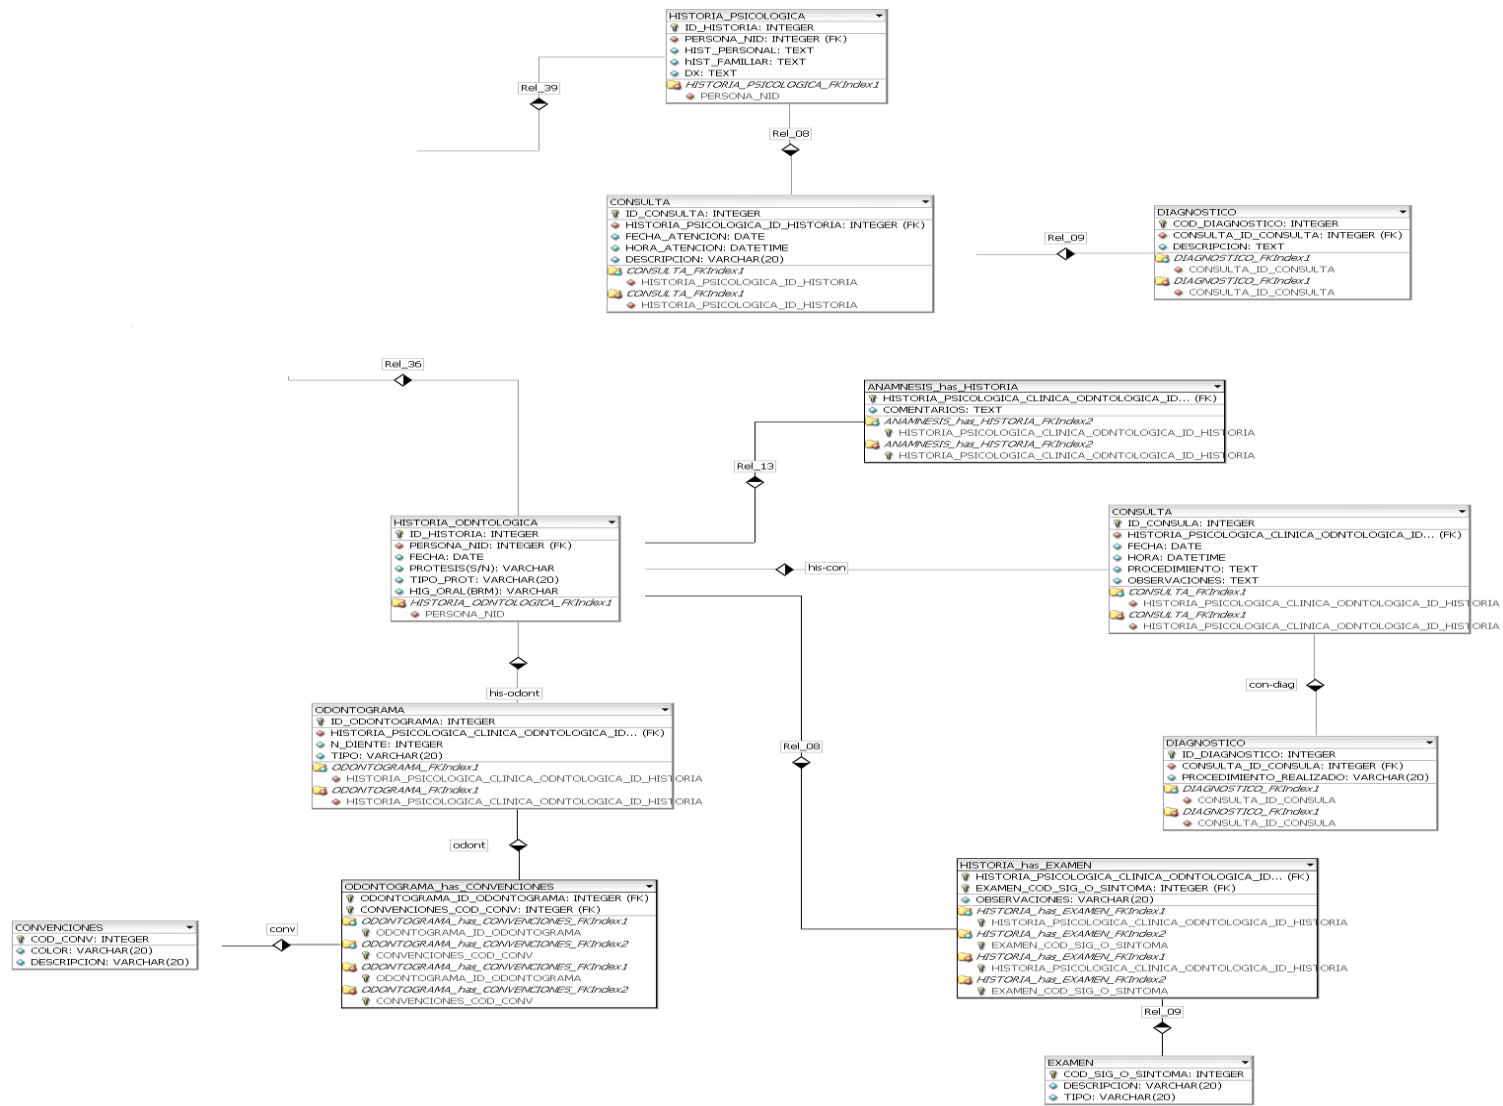 HISTORIA_PSICOLOGICA
ID_HISTORIA: INTEGER
PERSONA_NID: INTEGER (FK)
HIST_PERSONAL: TEXT
hIST_FAMILIAR: TEXT
DX: TEXT
HISTORIA_PSICOLOGICA_FKIndex1
PERSONA_NID
Rel_39
Rel_08
CONSULTA
ID_CONSULTA: INTEGER
HISTORIA_PSICOLOGICA_ID_HISTORIA: INTEGER (FK)
FECHA_ATENCION: DATE
HORA_ATENCION: DATETIME
DESCRIPCION: VARCHAR(20)
CONSULTA_FKIndex1
HISTORIA_PSICOLOGICA_ID_HISTORIA
CONSULTA_FKIndex1
HISTORIA_PSICOLOGICA_ID_HISTORIA
Rel_09
DIAGNOSTICO
COD_DIAGNOSTICO: INTEGER
CONSULTA_ID_CONSULTA: INTEGER (FK)
DESCRIPCION: TEXT
DIAGNOSTICO_FKIndex1
CONSULTA_ID_CONSULTA
DIAGNOSTICO_FKIndex1
CONSULTA_ID_CONSULTA
Rel_36
ANAMNESIS_has_HISTORIA
HISTORIA_PSICOLOGICA_CLINICA_ODNTOLOGICA_ID... (FK)
COMENTARIOS: TEXT
ANAMNESIS_has_HISTORIA_FKIndex2
HISTORIA_PSICOLOGICA_CLINICA_ODNTOLOGICA_ID_HISTORIA
ANAMNESIS_has_HISTORIA_FKIndex2
HISTORIA_PSICOLOGICA_CLINICA_ODNTOLOGICA_ID_HISTORIA
Rel_13
HISTORIA_ODNTOLOGICA
ID_HISTORIA: INTEGER
PERSONA_NID: INTEGER (FK)
FECHA: DATE
PROTESIS(S/N): VARCHAR
TIPO_PROT: VARCHAR(20)
HIG_ORAL(BRM): VARCHAR
HISTORIA_ODNTOLOGICA_FKIndex1
PERSONA_NID
his-con
CONSULTA
ID_CONSULA: INTEGER
HISTORIA_PSICOLOGICA_CLINICA_ODNTOLOGICA_ID... (FK)
FECHA: DATE
HORA: DATETIME
PROCEDIMIENTO: TEXT
OBSERVACIONES: TEXT
CONSULTA_FKIndex1
HISTORIA_PSICOLOGICA_CLINICA_ODNTOLOGICA_ID_HISTORIA
CONSULTA_FKIndex1
HISTORIA_PSICOLOGICA_CLINICA_ODNTOLOGICA_ID_HISTORIA
his-odont
con-diag
ODONTOGRAMA
ID_ODONTOGRAMA: INTEGER
HISTORIA_PSICOLOGICA_CLINICA_ODNTOLOGICA_ID... (FK)
N_DIENTE: INTEGER
TIPO: VARCHAR(20)
ODONTOGRAMA_FKIndex1
HISTORIA_PSICOLOGICA_CLINICA_ODNTOLOGICA_ID_HISTORIA
ODONTOGRAMA_FKIndex1
HISTORIA_PSICOLOGICA_CLINICA_ODNTOLOGICA_ID_HISTORIA
Rel_08
DIAGNOSTICO
ID_DIAGNOSTICO: INTEGER
CONSULTA_ID_CONSULA: INTEGER (FK)
PROCEDIMIENTO_REALIZADO: VARCHAR(20)
DIAGNOSTICO_FKIndex1
CONSULTA_ID_CONSULA
DIAGNOSTICO_FKIndex1
CONSULTA_ID_CONSULA
odont
ODONTOGRAMA_has_CONVENCIONES
ODONTOGRAMA_ID_ODONTOGRAMA: INTEGER (FK)
CONVENCIONES_COD_CONV: INTEGER (FK)
ODONTOGRAMA_has_CONVENCIONES_FKIndex1
ODONTOGRAMA_ID_ODONTOGRAMA
ODONTOGRAMA_has_CONVENCIONES_FKIndex2
CONVENCIONES_COD_CONV
ODONTOGRAMA_has_CONVENCIONES_FKIndex1
ODONTOGRAMA_ID_ODONTOGRAMA
ODONTOGRAMA_has_CONVENCIONES_FKIndex2
CONVENCIONES_COD_CONV
CONVENCIONES
COD_CONV: INTEGER
COLOR: VARCHAR(20)
DESCRIPCION: VARCHAR(20)
conv
HISTORIA_has_EXAMEN
HISTORIA_PSICOLOGICA_CLINICA_ODNTOLOGICA_ID... (FK)
EXAMEN_COD_SIG_O_SINTOMA: INTEGER (FK)
OBSERVACIONES: VARCHAR(20)
HISTORIA_has_EXAMEN_FKIndex1
HISTORIA_PSICOLOGICA_CLINICA_ODNTOLOGICA_ID_HISTORIA
HISTORIA_has_EXAMEN_FKIndex2
EXAMEN_COD_SIG_O_SINTOMA
HISTORIA_has_EXAMEN_FKIndex1
HISTORIA_PSICOLOGICA_CLINICA_ODNTOLOGICA_ID_HISTORIA
HISTORIA_has_EXAMEN_FKIndex2
EXAMEN_COD_SIG_O_SINTOMA
Rel_09
EXAMEN
COD_SIG_O_SINTOMA: INTEGER
DESCRIPCION: VARCHAR(20)
TIPO: VARCHAR(20)